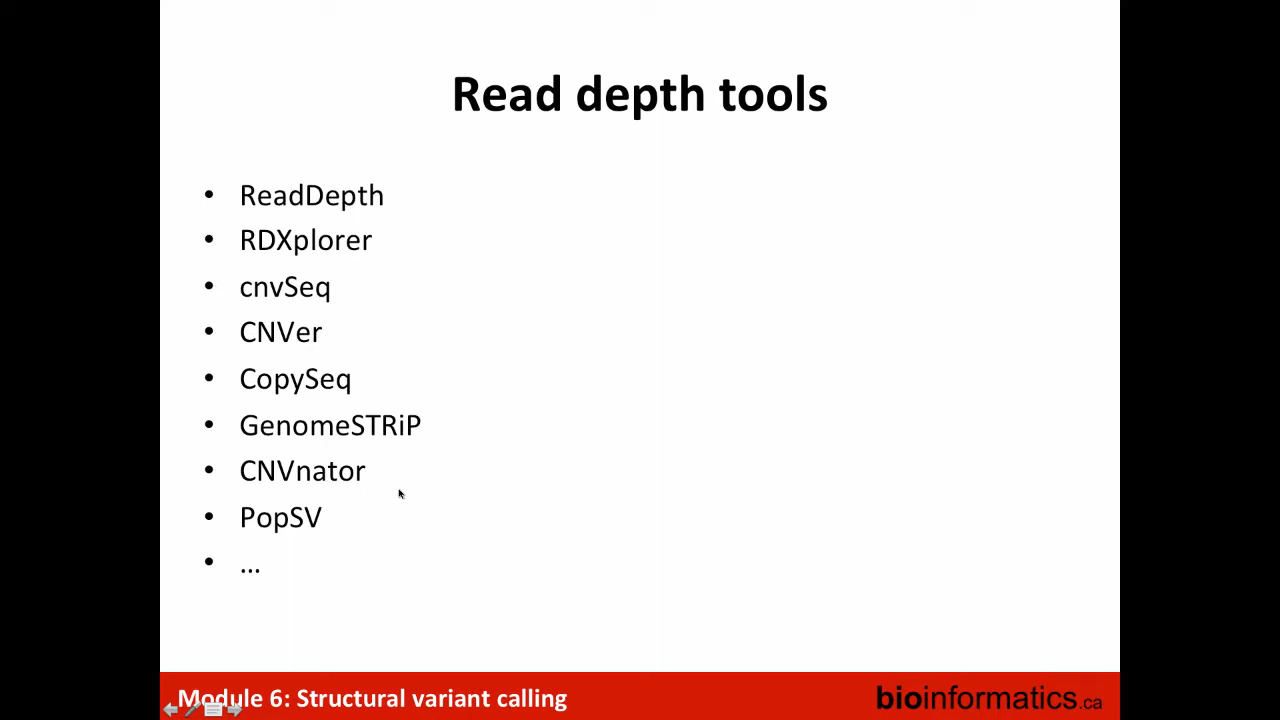 Read depth tools
• ReadDepth
• RDXplorer
• cnvSeq
• CNVer
• CopySeq
• GenomeSTRiP
• CNVnator
• PopSV
• ...
Module 6: Structural variant calling
bioinformatics.ca